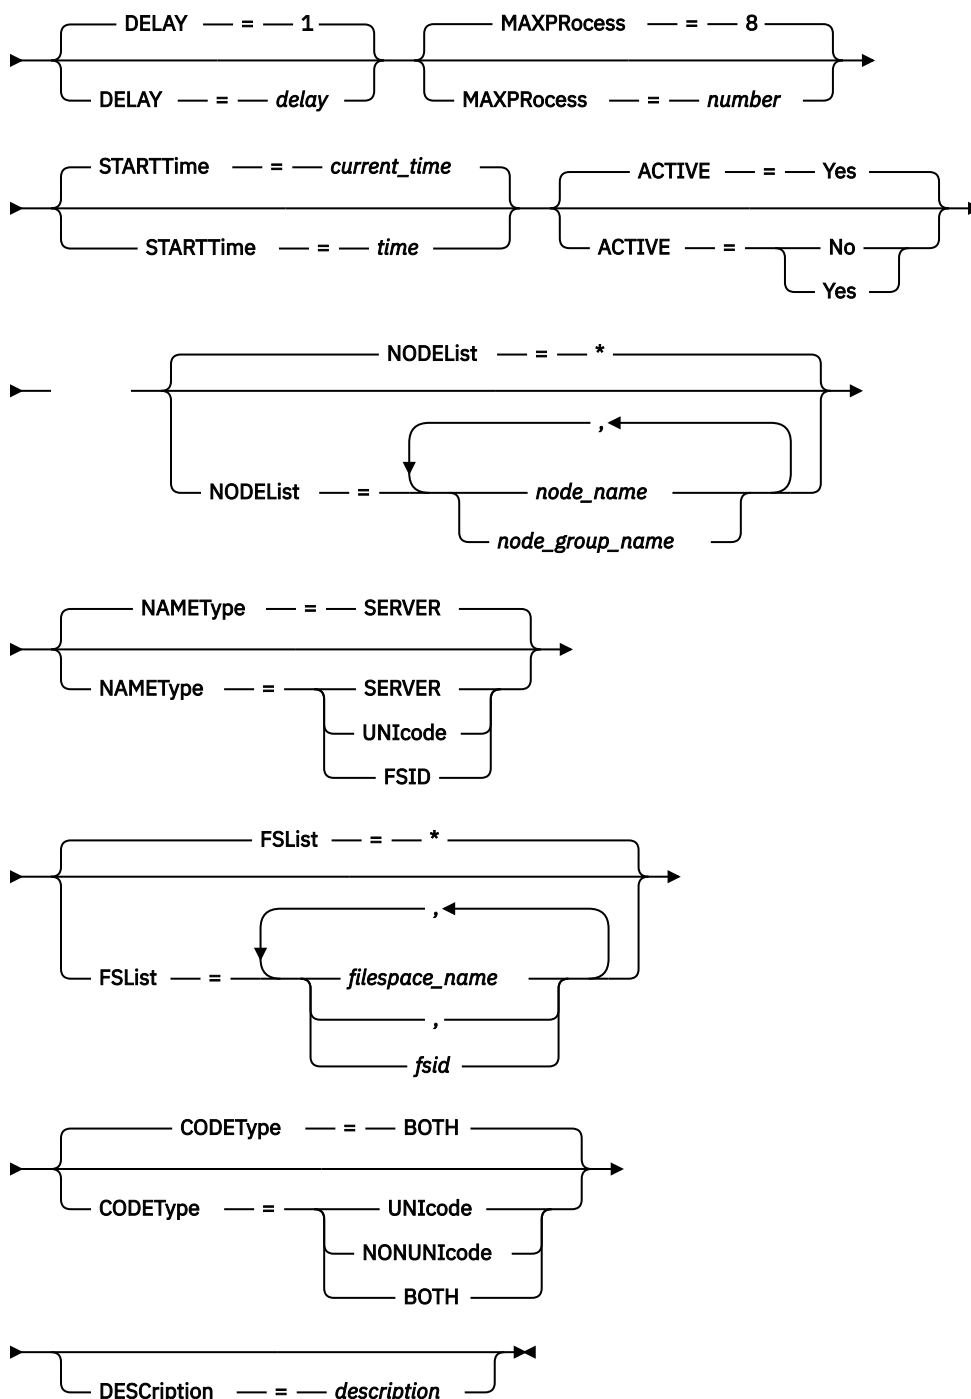 DELAY = 1 MAXPRocess = 8
DELAY = delay MAXPRocess = number
STARTTime = current_time ACTIVE = Yes
STARTTime = time ACTIVE = No
Yes
NODEList = *
,
NODEList = node_name
node_group_name
NAMEType = SERVER
NAMEType = SERVER
UNIcode
FSID
FSList = *
,
FSList = filespace_name
,
fsid
CODEType = BOTH
CODEType = UNIcode
NONUNIcode
BOTH
DESCription = description